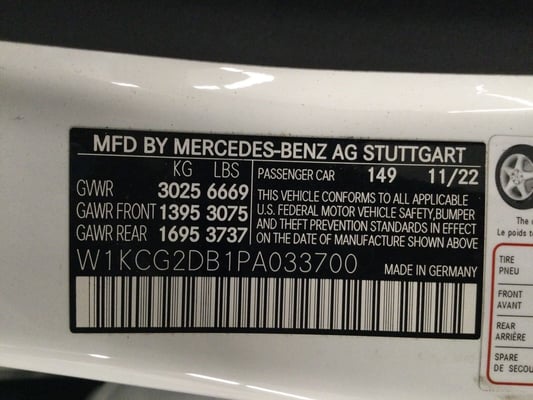 MFD BY MERCEDES-BENZ AG STUTTGART
KG LBS
GVWR 3025 6669
GAWR FRONT 1395 3075
GAWR REAR 1695 3737
PASSENGER CAR 149 11/22
THIS VEHICLE CONFORMS TO ALL APPLICABLE
U.S. FEDERAL MOTOR VEHICLE SAFETY,BUMPER
AND THEFT PREVENTION STANDARDS IN EFFECT
ON THE DATE OF MANUFACTURE SHOWN ABOVE
W1KCG2DB1PA033700
MADE IN GERMANY
The
Le poids
TIRE
PNEU
FRONT
AVANT
REAR
ARRIÈRE
SPARE
DE